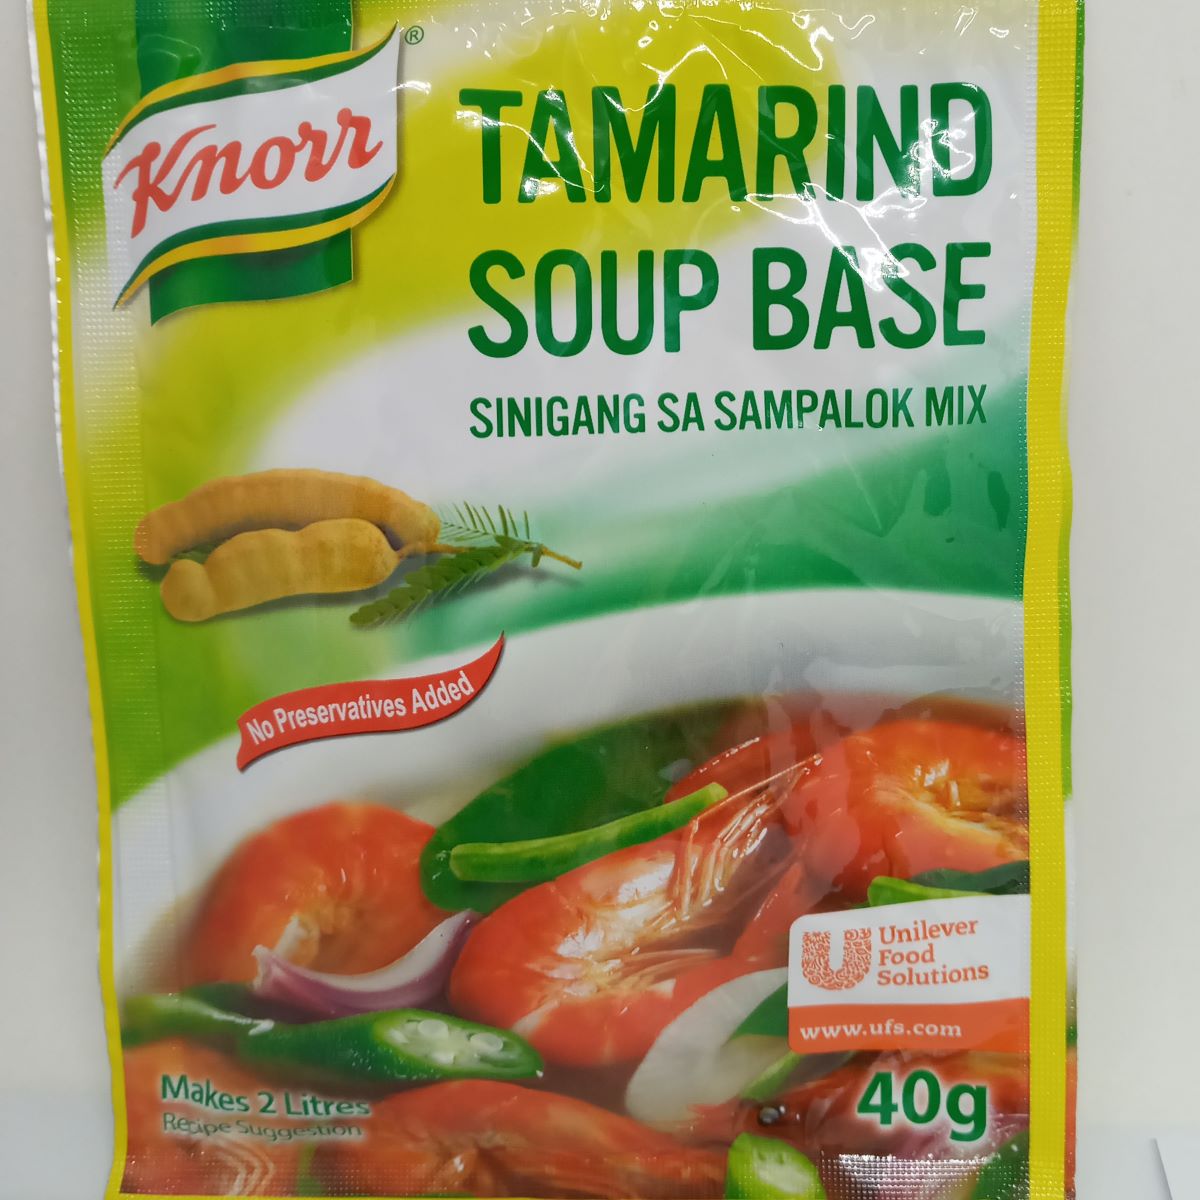 Knorr®
TAMARIND
SOUP BASE
SINIGANG SA SAMPALOK MIX
No Preservatives Added
Unilever
Food
Solutions
www.ufs.com
Makes 2 Litres
Recipe Suggestion
40g